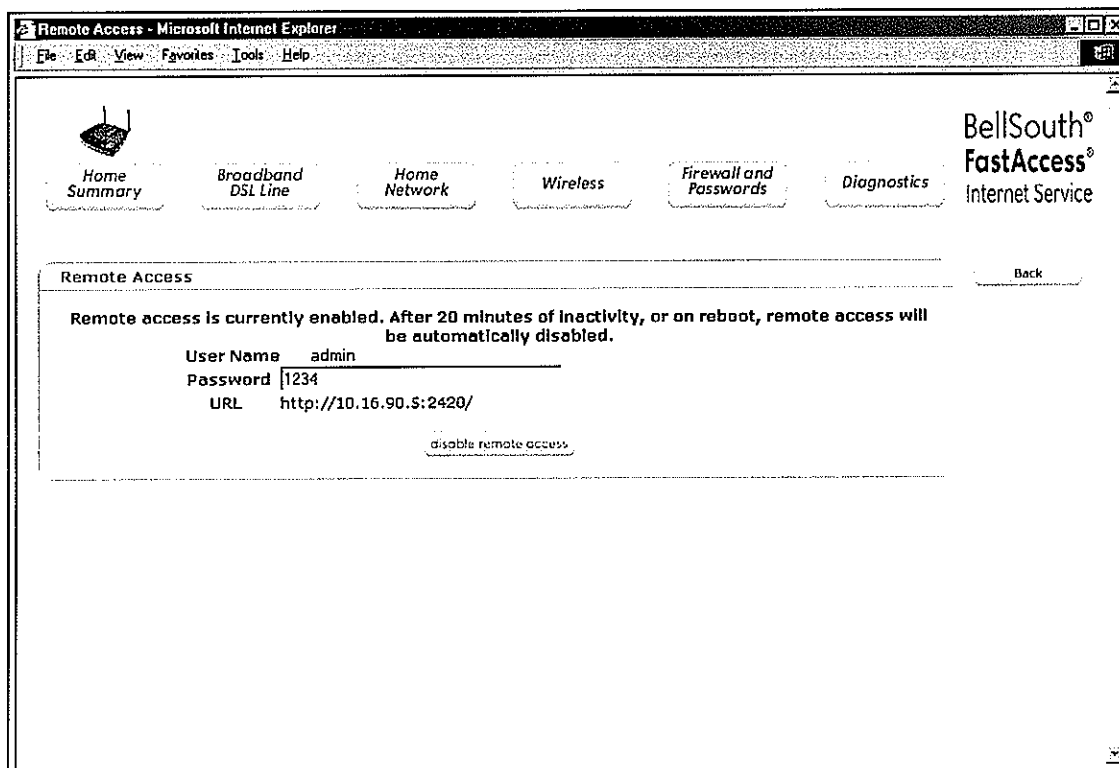 Remote Access - Microsoft Internet Explorer
File Edit View Favorites Tools Help
BellSouth®
FastAccess®
Internet Service
Home Summary
Broadband DSL Line
Home Network
Wireless
Firewall and Passwords
Diagnostics
Remote Access
Back
Remote access is currently enabled. After 20 minutes of inactivity, or on reboot, remote access will
be automatically disabled.
User Name admin
Password 1234
URL http://10.16.90.5:2420/
disable remote access